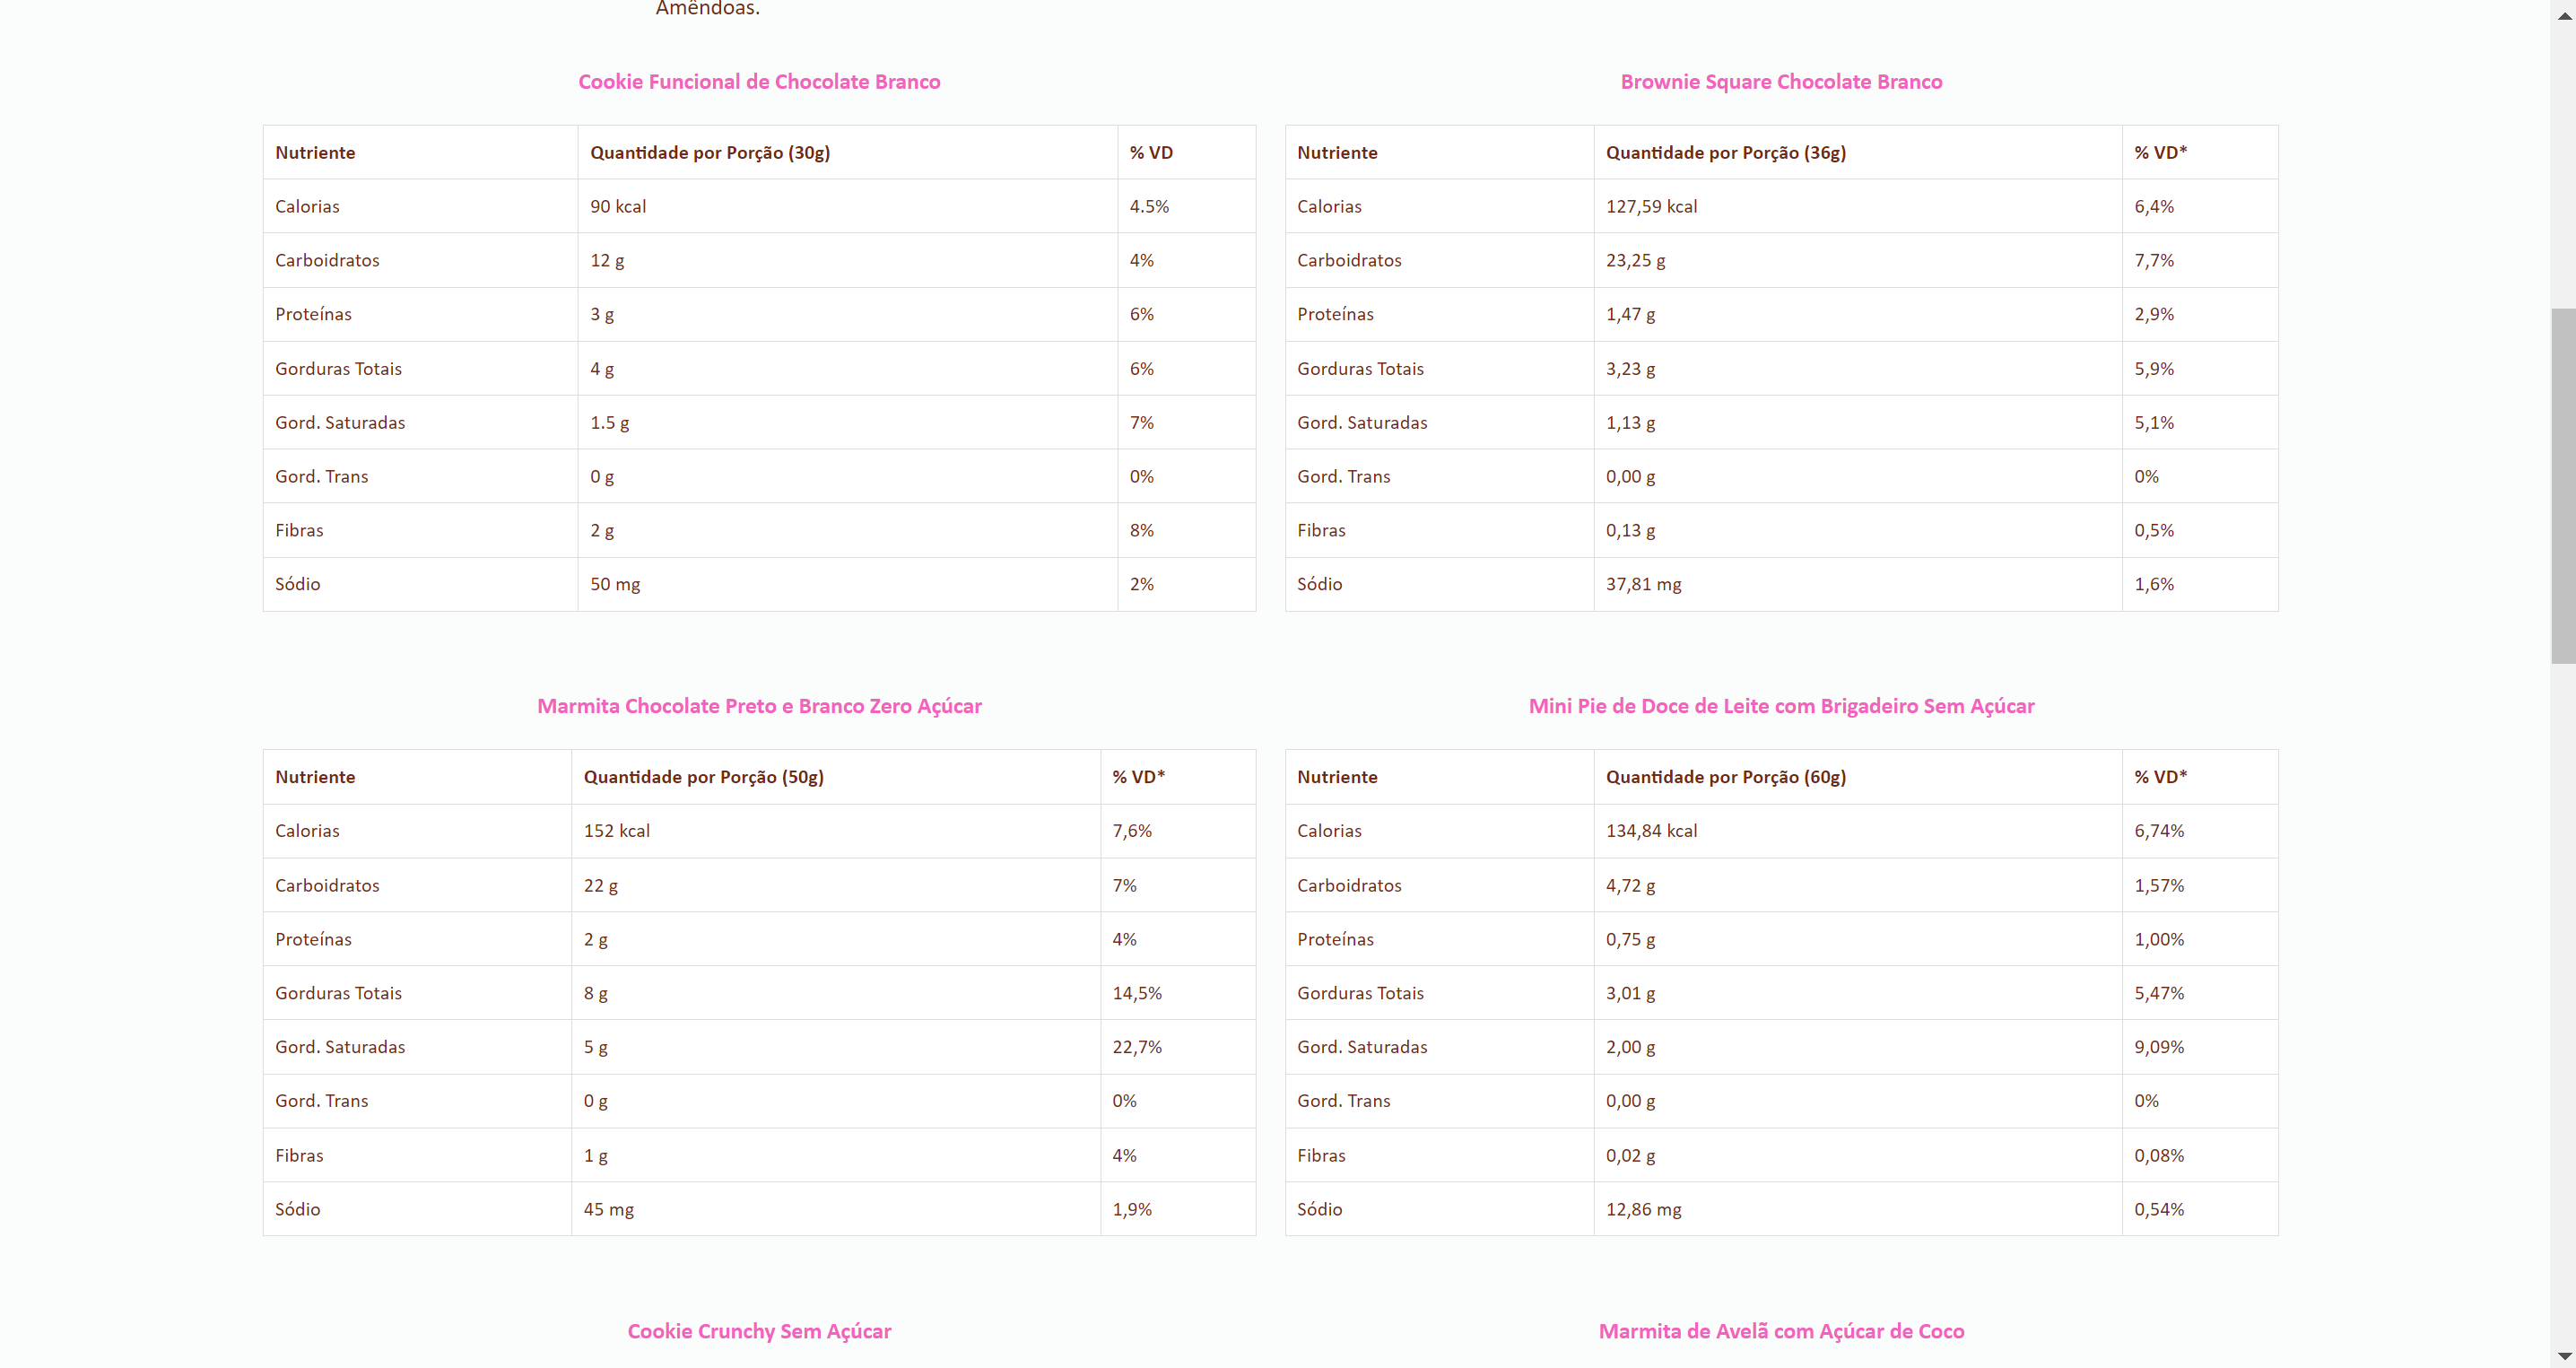 Amêndoas.
Cookie Funcional de Chocolate Branco
Nutriente Quantidade por Porção (30g) % VD
Calorias 90 kcal 4.5%
Carboidratos 12 g 4%
Proteínas 3 g 6%
Gorduras Totais 4 g 6%
Gord. Saturadas 1.5 g 7%
Gord. Trans 0 g 0%
Fibras 2 g 8%
Sódio 50 mg 2%
Brownie Square Chocolate Branco
Nutriente Quantidade por Porção (36g) % VD*
Calorias 127,59 kcal 6,4%
Carboidratos 23,25 g 7,7%
Proteínas 1,47 g 2,9%
Gorduras Totais 3,23 g 5,9%
Gord. Saturadas 1,13 g 5,1%
Gord. Trans 0,00 g 0%
Fibras 0,13 g 0,5%
Sódio 37,81 mg 1,6%
Marmita Chocolate Preto e Branco Zero Açúcar
Nutriente Quantidade por Porção (50g) % VD*
Calorias 152 kcal 7,6%
Carboidratos 22 g 7%
Proteínas 2 g 4%
Gorduras Totais 8 g 14,5%
Gord. Saturadas 5 g 22,7%
Gord. Trans 0 g 0%
Fibras 1 g 4%
Sódio 45 mg 1,9%
Mini Pie de Doce de Leite com Brigadeiro Sem Açúcar
Nutriente Quantidade por Porção (60g) % VD*
Calorias 134,84 kcal 6,74%
Carboidratos 4,72 g 1,57%
Proteínas 0,75 g 1,00%
Gorduras Totais 3,01 g 5,47%
Gord. Saturadas 2,00 g 9,09%
Gord. Trans 0,00 g 0%
Fibras 0,02 g 0,08%
Sódio 12,86 mg 0,54%
Cookie Crunchy Sem Açúcar
Marmita de Avelã com Açúcar de Coco